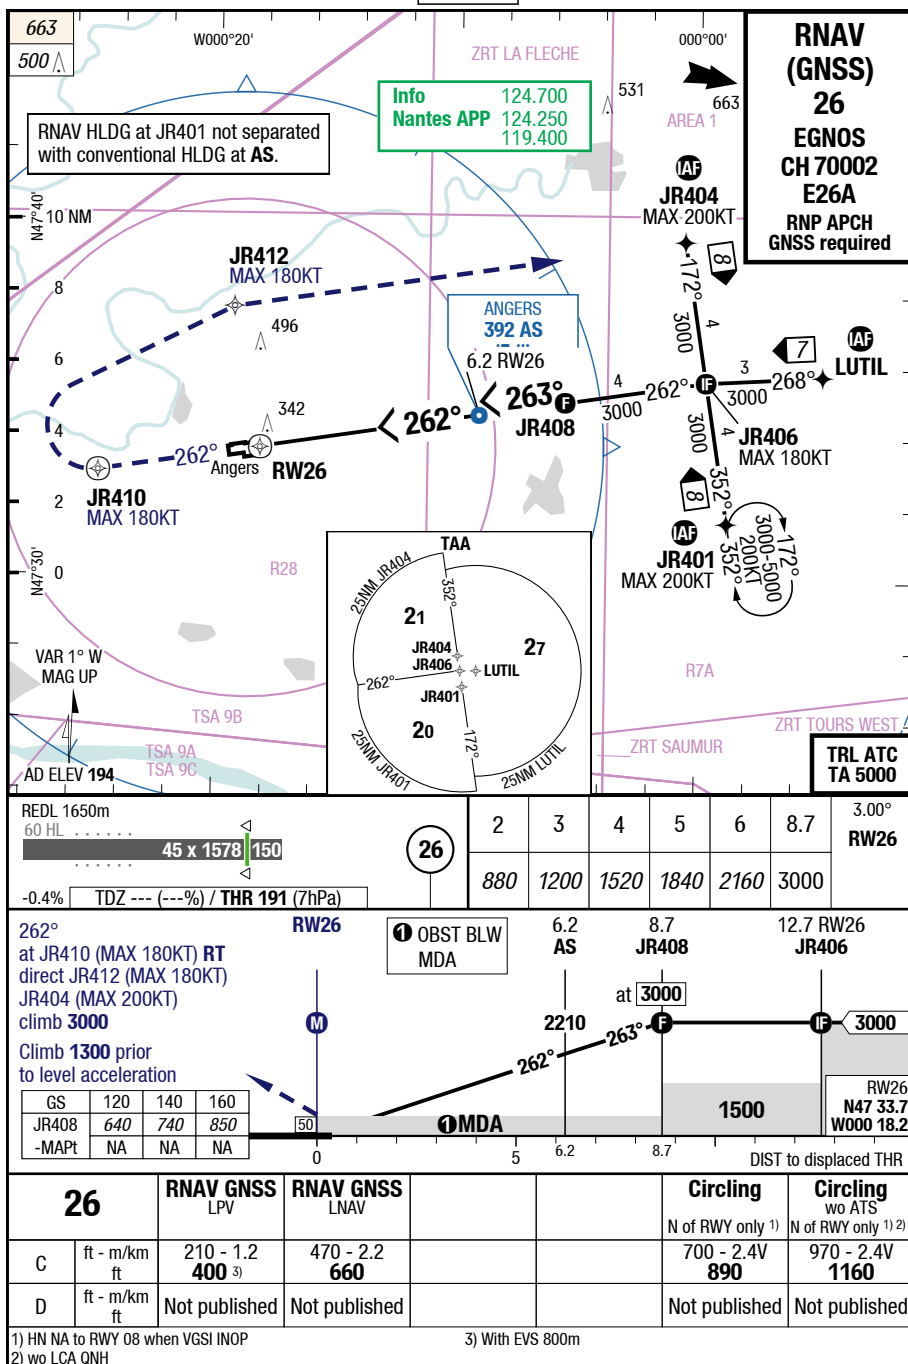 663
500
W000°20'
000°00'
ZRT LA FLECHE
RNAV
(GNSS)
26
EGNOS
CH 70002
E26A
RNP APCH
GNSS required
Info 124.700
Nantes APP 124.250
119.400
531
663
AREA 1
RNAV HLDG at JR401 not separated
with conventional HLDG at AS.
N47°40'
10 NM
IAF
JR404
MAX 200KT
JR412
MAX 180KT
8
8
172°
4
3000
496
ANGERS
392 AS
6.2 RW26
IAF
LUTIL
7
3
268°
3000
6
4
262°
3000
IF
263°
F
JR408
262°
342
4
JR406
MAX 180KT
3000
4
352°
262°
Angers
RW26
JR410
MAX 180KT
8
2
IAF
JR401
MAX 200KT
172°
3000-5000
200KT
352°
N47°30'
0
R28
TAA
25NM JR404
352°
21
27
JR404
JR406
LUTIL
JR401
262°
20
172°
25NM JR401
25NM LUTIL
R7A
VAR 1° W
MAG UP
TSA 9B
TSA 9A
TSA 9C
ZRT TOURS WEST
ZRT SAUMUR
AD ELEV 194
TRL ATC
TA 5000
REDL 1650m
60 HL
45 x 1578 150
26
-0.4%
TDZ --- (---%) / THR 191 (7hPa)
2 3 4 5 6 8.7 3.00°
RW26
880 1200 1520 1840 2160 3000
262°
at JR410 (MAX 180KT) RT
direct JR412 (MAX 180KT)
JR404 (MAX 200KT)
climb 3000
Climb 1300 prior
to level acceleration
RW26
1 OBST BLW
MDA
6.2
AS
8.7
JR408
12.7 RW26
JR406
at 3000
M
2210
F
IF
3000
262°
263°
GS 120 140 160
JR408 640 740 850
-MAPt NA NA NA
50
1 MDA
1500
RW26
N47 33.7
W000 18.2
0
5
6.2
8.7
DIST to displaced THR
26
RNAV GNSS
LPV
RNAV GNSS
LNAV
Circling
N of RWY only 1)
Circling
wo ATS
N of RWY only 1) 2)
C
ft - m/km
ft
210 - 1.2
400 3)
470 - 2.2
660
700 - 2.4V
890
970 - 2.4V
1160
D
ft - m/km
ft
Not published
Not published
Not published
Not published
1) HN NA to RWY 08 when VGSI INOP
3) With EVS 800m
2) wo LCA QNH